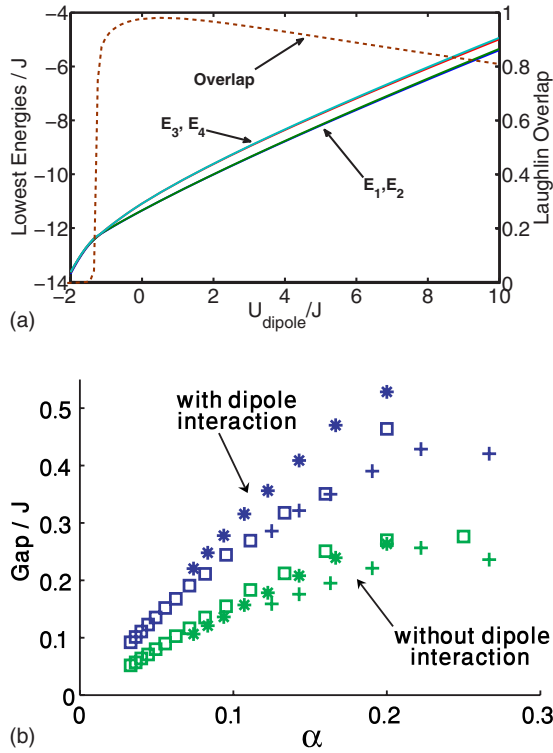 -4
-6
-8
-10
-12
-14
Lowest Energies / J
1
0.8
0.6
0.4
0.2
0
Laughlin Overlap
Overlap
E3, E4
E1,E2
-2
0
2
4
6
8
10
Udipole/J
(a)
0.5
0.4
0.3
0.2
0.1
0
Gap / J
with dipole
interaction
without dipole
interaction
0
0.1
0.2
0.3
α
(b)